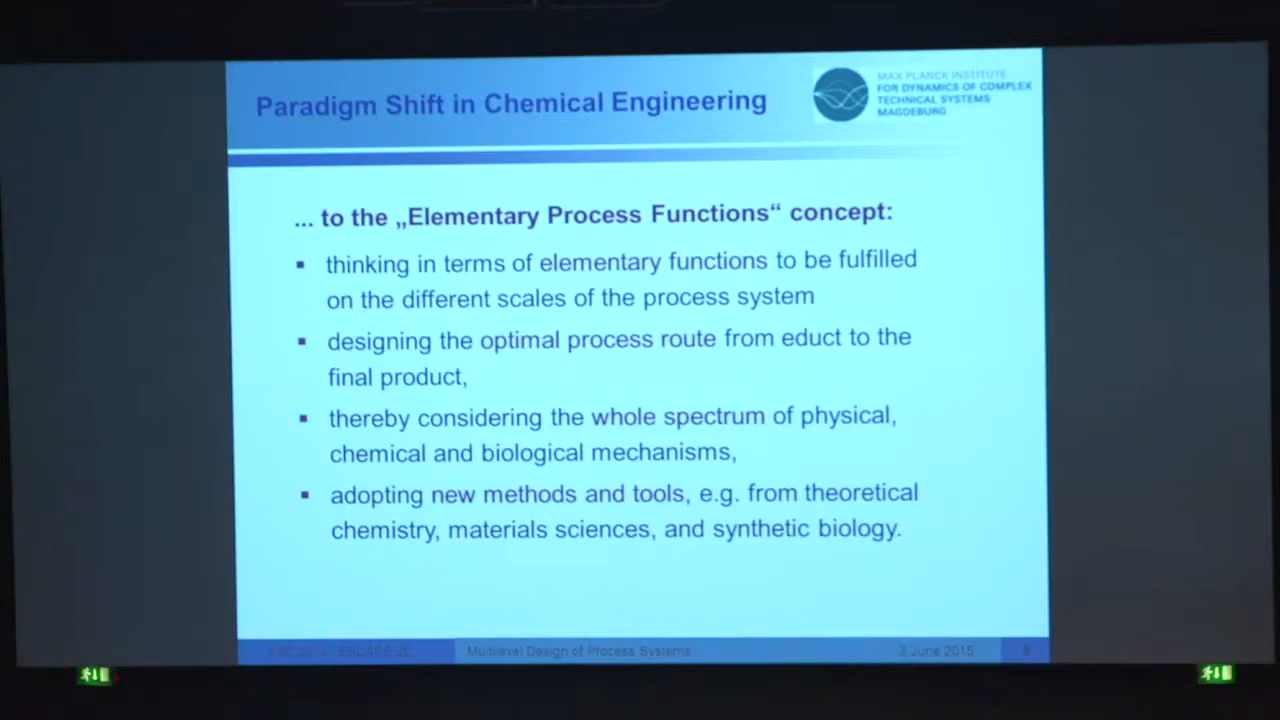 Paradigm Shift in Chemical Engineering
MAX PLANCK INSTITUTE
FOR DYNAMICS OF COMPLEX
TECHNICAL SYSTEMS
MAGDEBURG
... to the „Elementary Process Functions“ concept:
▪ thinking in terms of elementary functions to be fulfilled
on the different scales of the process system
▪ designing the optimal process route from educt to the
final product,
▪ thereby considering the whole spectrum of physical,
chemical and biological mechanisms,
▪ adopting new methods and tools, e.g. from theoretical
chemistry, materials sciences, and synthetic biology.
Multilevel Design of Process Systems
3 June 2015